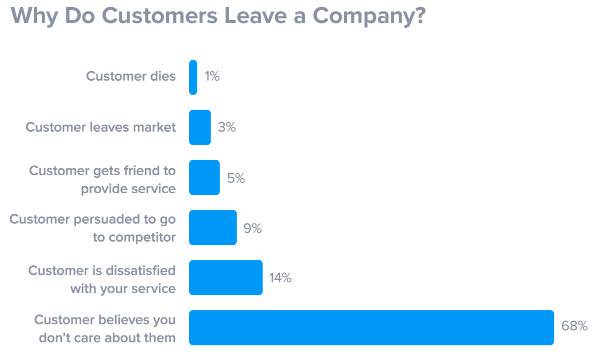 Why Do Customers Leave a Company?
Customer dies
1%
Customer leaves market
3%
Customer gets friend to
provide service
5%
Customer persuaded to go
to competitor
9%
Customer is dissatisfied
with your service
14%
Customer believes you
don't care about them
68%